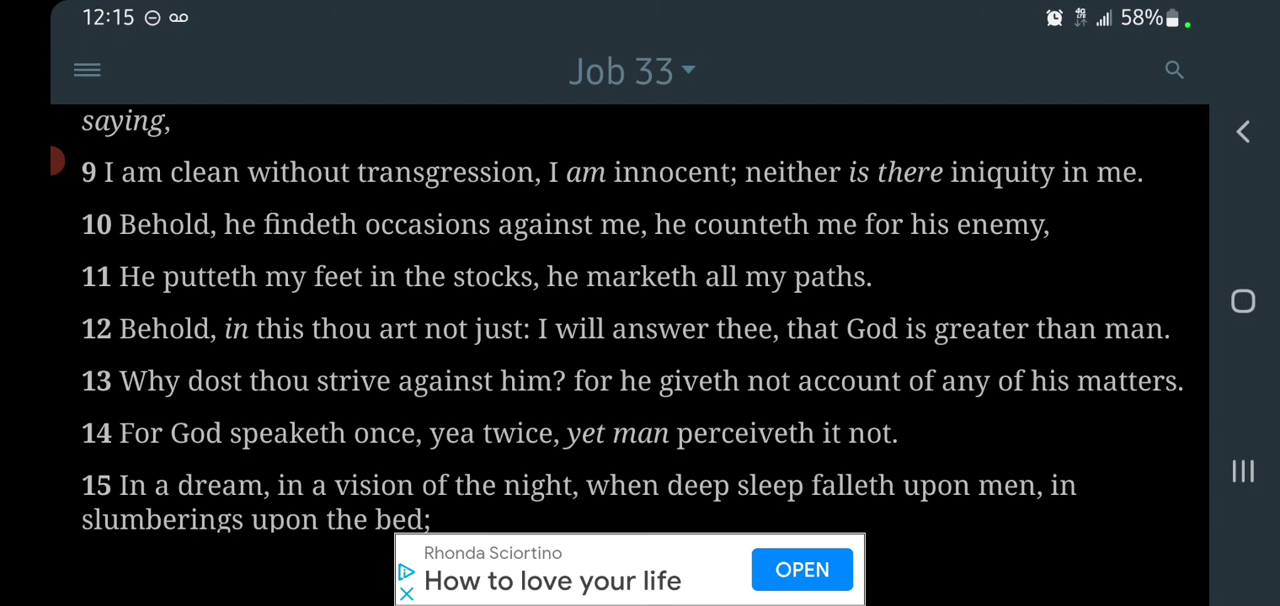 12:15 58%
Job 33
saying,
9 I am clean without transgression, I am innocent; neither is there iniquity in me.
10 Behold, he findeth occasions against me, he counteth me for his enemy,
11 He putteth my feet in the stocks, he marketh all my paths.
12 Behold, in this thou art not just: I will answer thee, that God is greater than man.
13 Why dost thou strive against him? for he giveth not account of any of his matters.
14 For God speaketh once, yea twice, yet man perceiveth it not.
15 In a dream, in a vision of the night, when deep sleep falleth upon men, in
slumberings upon the bed;
Rhonda Sciortino
How to love your life
OPEN